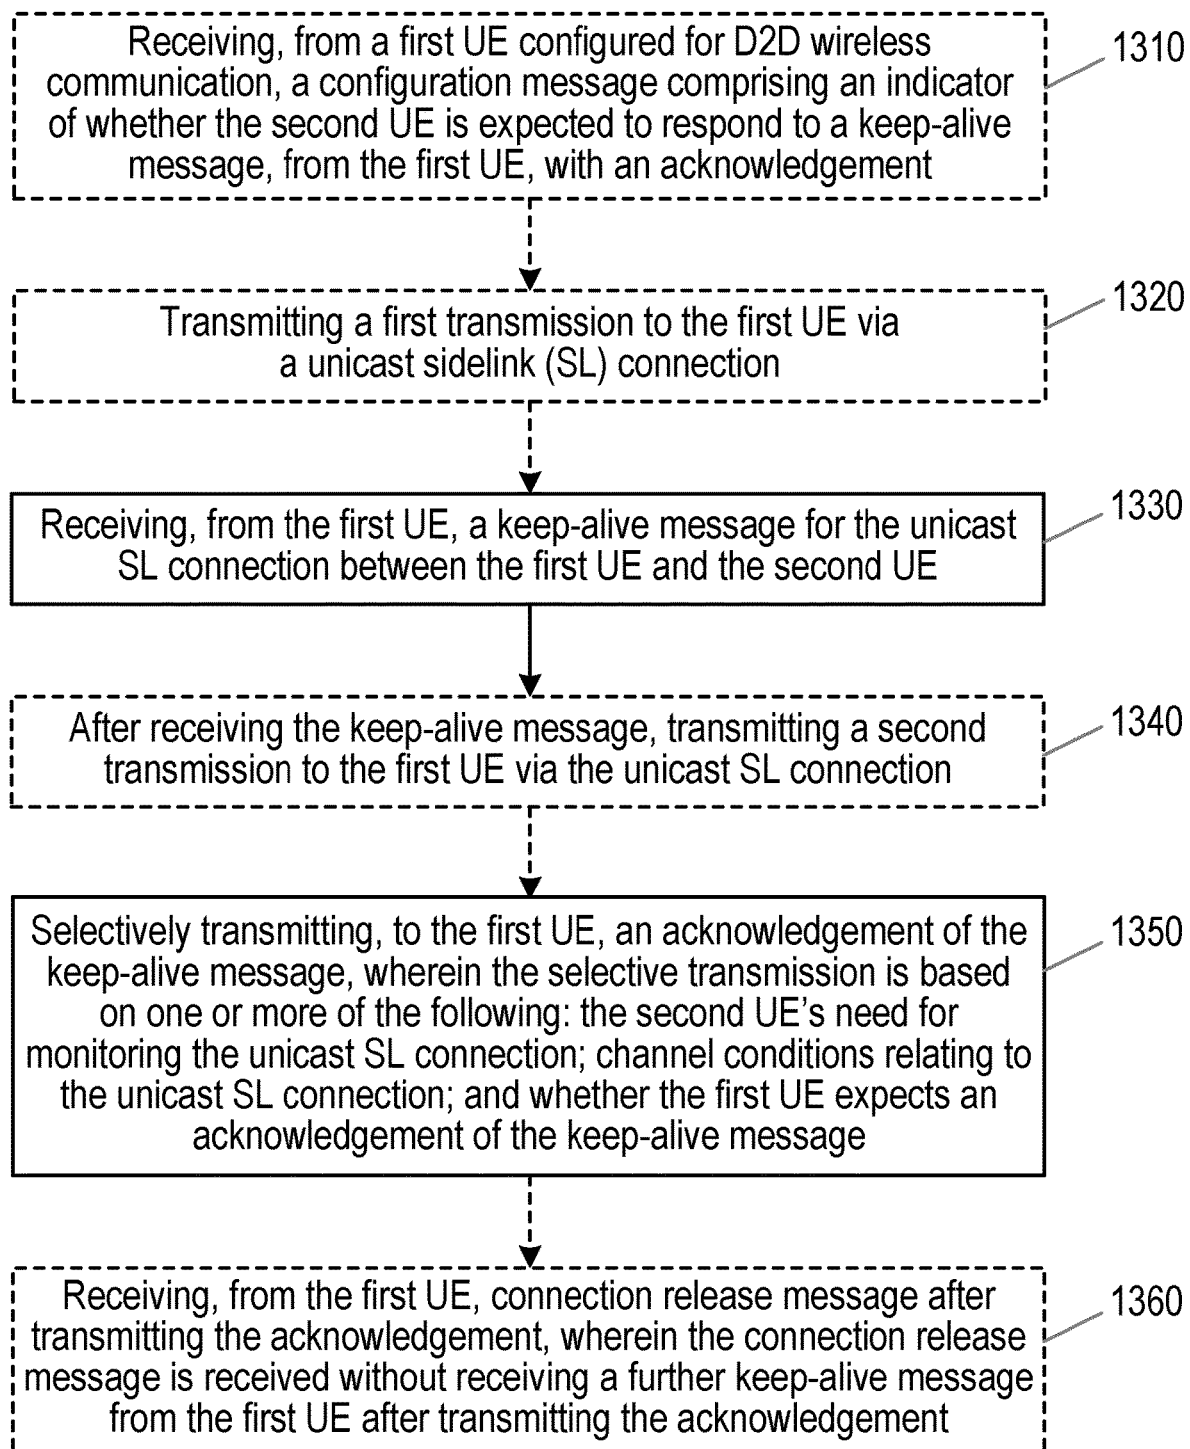 Receiving, from a first UE configured for D2D wireless
communication, a configuration message comprising an indicator
of whether the second UE is expected to respond to a keep-alive
message, from the first UE, with an acknowledgement
1310
Transmitting a first transmission to the first UE via
a unicast sidelink (SL) connection
1320
Receiving, from the first UE, a keep-alive message for the unicast
SL connection between the first UE and the second UE
1330
After receiving the keep-alive message, transmitting a second
transmission to the first UE via the unicast SL connection
1340
Selectively transmitting, to the first UE, an acknowledgement of the
keep-alive message, wherein the selective transmission is based
on one or more of the following: the second UE's need for
monitoring the unicast SL connection; channel conditions relating to
the unicast SL connection; and whether the first UE expects an
acknowledgement of the keep-alive message
1350
Receiving, from the first UE, connection release message after
transmitting the acknowledgement, wherein the connection release
message is received without receiving a further keep-alive message
from the first UE after transmitting the acknowledgement
1360